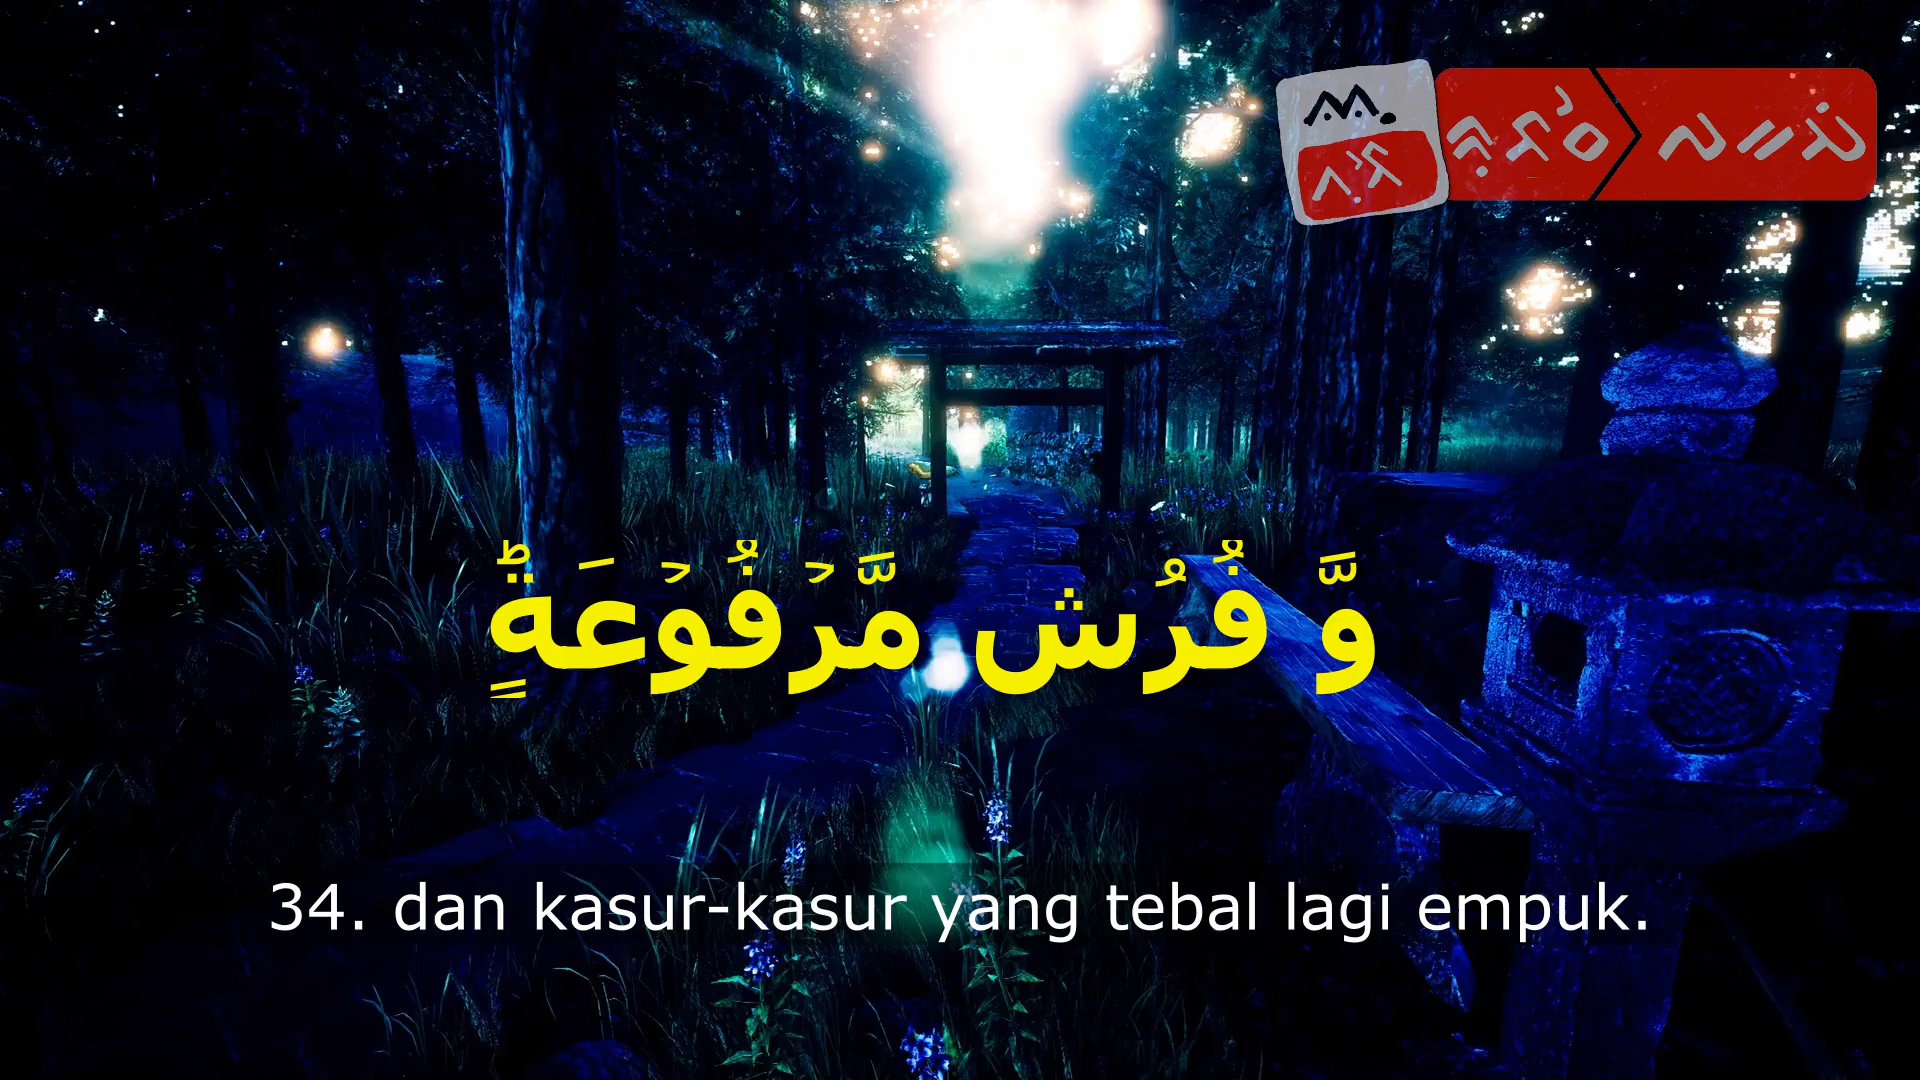 وَّ فُرُش مَّرۡفُوۡعَةٍؕ
34. dan kasur-kasur yang tebal lagi empuk.